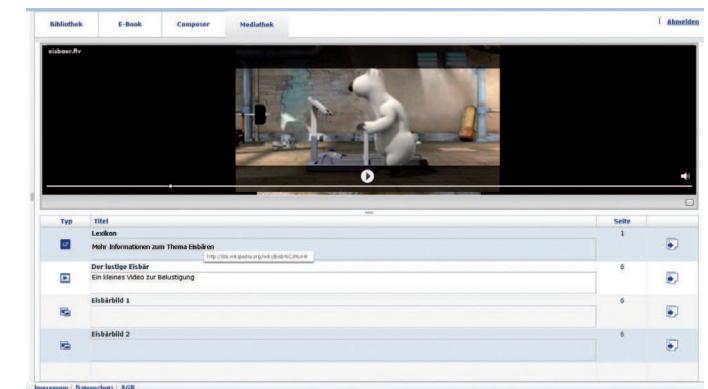 Bibliothek
E-Book
Composer
Mediathek
Abmelden
eisbaer.flv
Typ Titel Seite
Lexikon 1
Mehr Informationen zum Thema Eisbären
Der lustige Eisbär 6
Ein kleines Video zur Belustigung
Eisbärbild 1 6
Eisbärbild 2 6
Impressum | Datenschutz | AGB